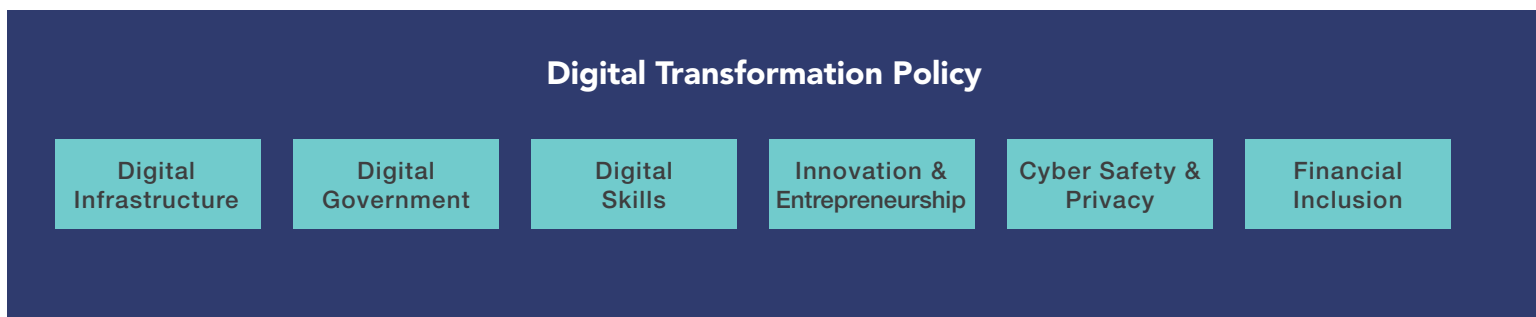 Digital Transformation Policy
Digital
Infrastructure
Digital
Government
Digital
Skills
Innovation &
Entrepreneurship
Cyber Safety &
Privacy
Financial
Inclusion